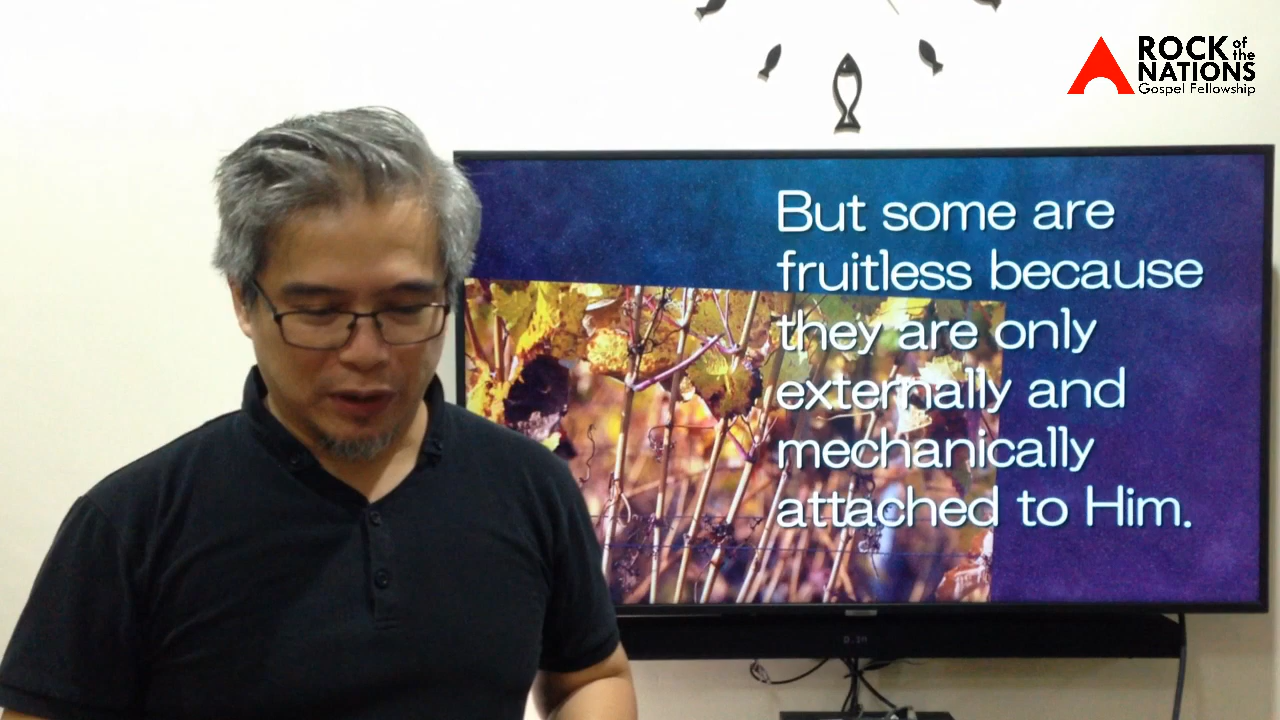 ROCK of the
NATIONS
Gospel Fellowship
But some are
fruitless because
they are only
externally and
mechanically
attached to Him.